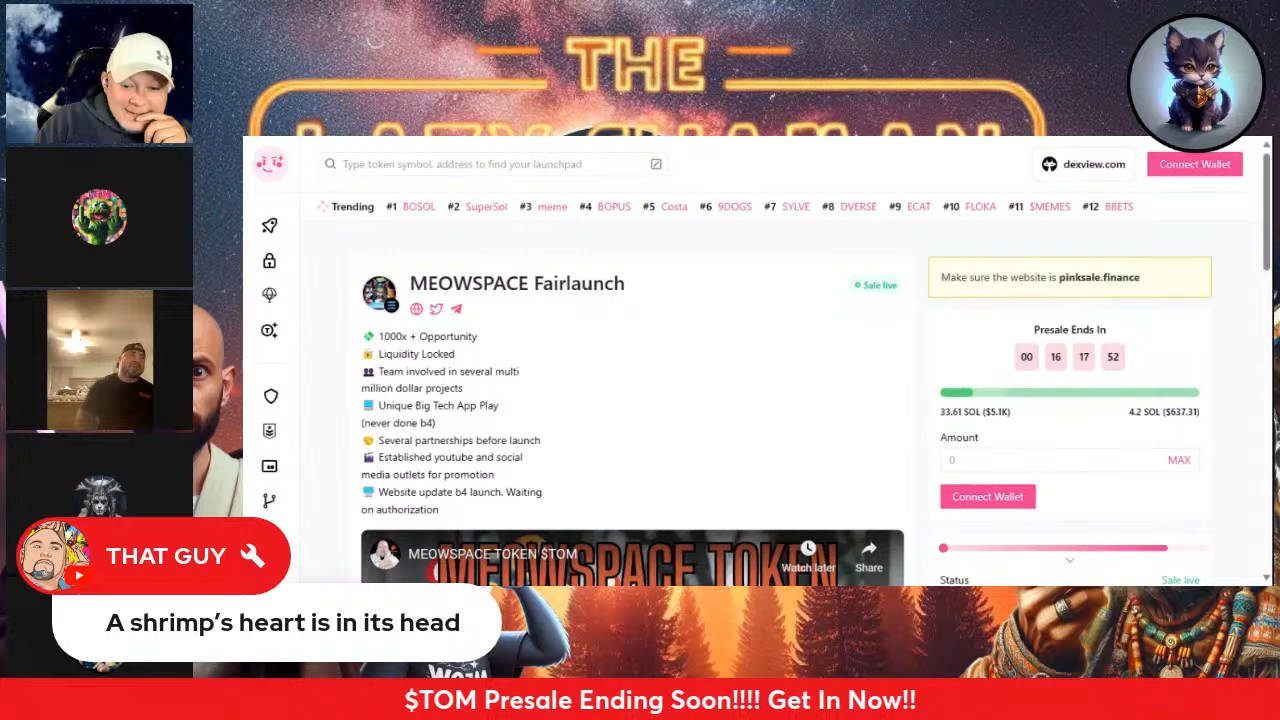 THE
LAZY SHAMAN
Type token symbol, address to find your launchpad
dexview.com
Connect Wallet
Trending #1 BOSOL #2 SuperSol #3 meme #4 BOPUS #5 Costa #6 9DOGS #7 SYLVE #8 DVERSE #9 ECAT #10 FLOKA #11 $MEMES #12 BBETS
MEOWSPACE Fairlaunch
Sale live
1000x + Opportunity
Liquidity Locked
Team involved in several multi
million dollar projects
Unique Big Tech App Play
(never done b4)
Several partnerships before launch
Established youtube and social
media outlets for promotion
Website update b4 launch. Waiting
on authorization
MEOWSPACE TOKEN $TOM
MEOWSPACE TOKEN
Watch later
Share
Make sure the website is pinksale.finance
Presale Ends In
00 16 17 52
33.61 SOL ($5.1K) 4.2 SOL ($637.31)
Amount
0 MAX
Connect Wallet
Status Sale live
THAT GUY
A shrimp's heart is in its head
$TOM Presale Ending Soon!!!! Get In Now!!